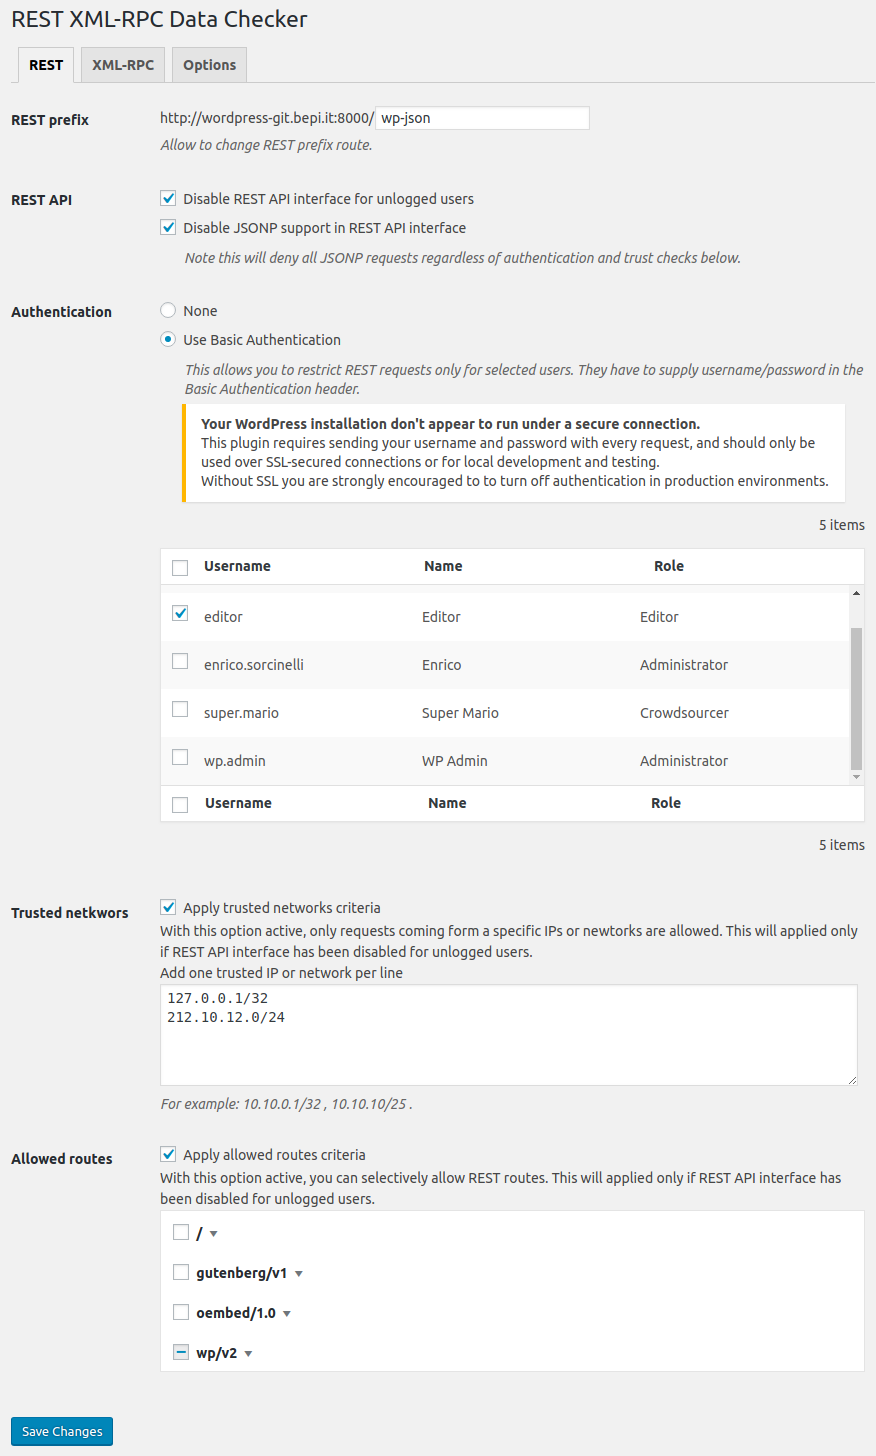 REST XML-RPC Data Checker
REST XML-RPC Options
REST prefix http://wordpress-git.bepi.it:8000/ wp-json
Allow to change REST prefix route.
REST API Disable REST API interface for unlogged users
Disable JSONP support in REST API interface
Note this will deny all JSONP requests regardless of authentication and trust checks below.
Authentication None
Use Basic Authentication
This allows you to restrict REST requests only for selected users. They have to supply username/password in the
Basic Authentication header.
Your WordPress installation don't appear to run under a secure connection.
This plugin requires sending your username and password with every request, and should only be
used over SSL-secured connections or for local development and testing.
Without SSL you are strongly encouraged to to turn off authentication in production environments.
5 items
Username Name Role
editor Editor Editor
enrico.sorcinelli Enrico Administrator
super.mario Super Mario Crowdsourcer
wp.admin WP Admin Administrator
Username Name Role
5 items
Trusted netkwors Apply trusted networks criteria
With this option active, only requests coming form a specific IPs or newtorks are allowed. This will applied only
if REST API interface has been disabled for unlogged users.
Add one trusted IP or network per line
127.0.0.1/32
212.10.12.0/24
For example: 10.10.0.1/32 , 10.10.10/25 .
Allowed routes Apply allowed routes criteria
With this option active, you can selectively allow REST routes. This will applied only if REST API interface has
been disabled for unlogged users.
/
gutenberg/v1
oembed/1.0
wp/v2
Save Changes